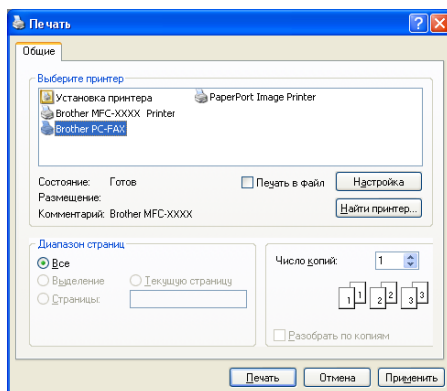 Печать
Общие
Выберите принтер
Установка принтера
PaperPort Image Printer
Brother MFC-XXXX Printer
Brother PC-FAX
Состояние: Готов
Печать в файл
Настройка
Размещение:
Комментарий: Brother MFC-XXXX
Найти принтер...
Диапазон страниц
Все
Выделение
Текущую страницу
Страницы:
Число копий: 1
1 1 2 2 3 3
Разобрать по копиям
Печать
Отмена
Применить